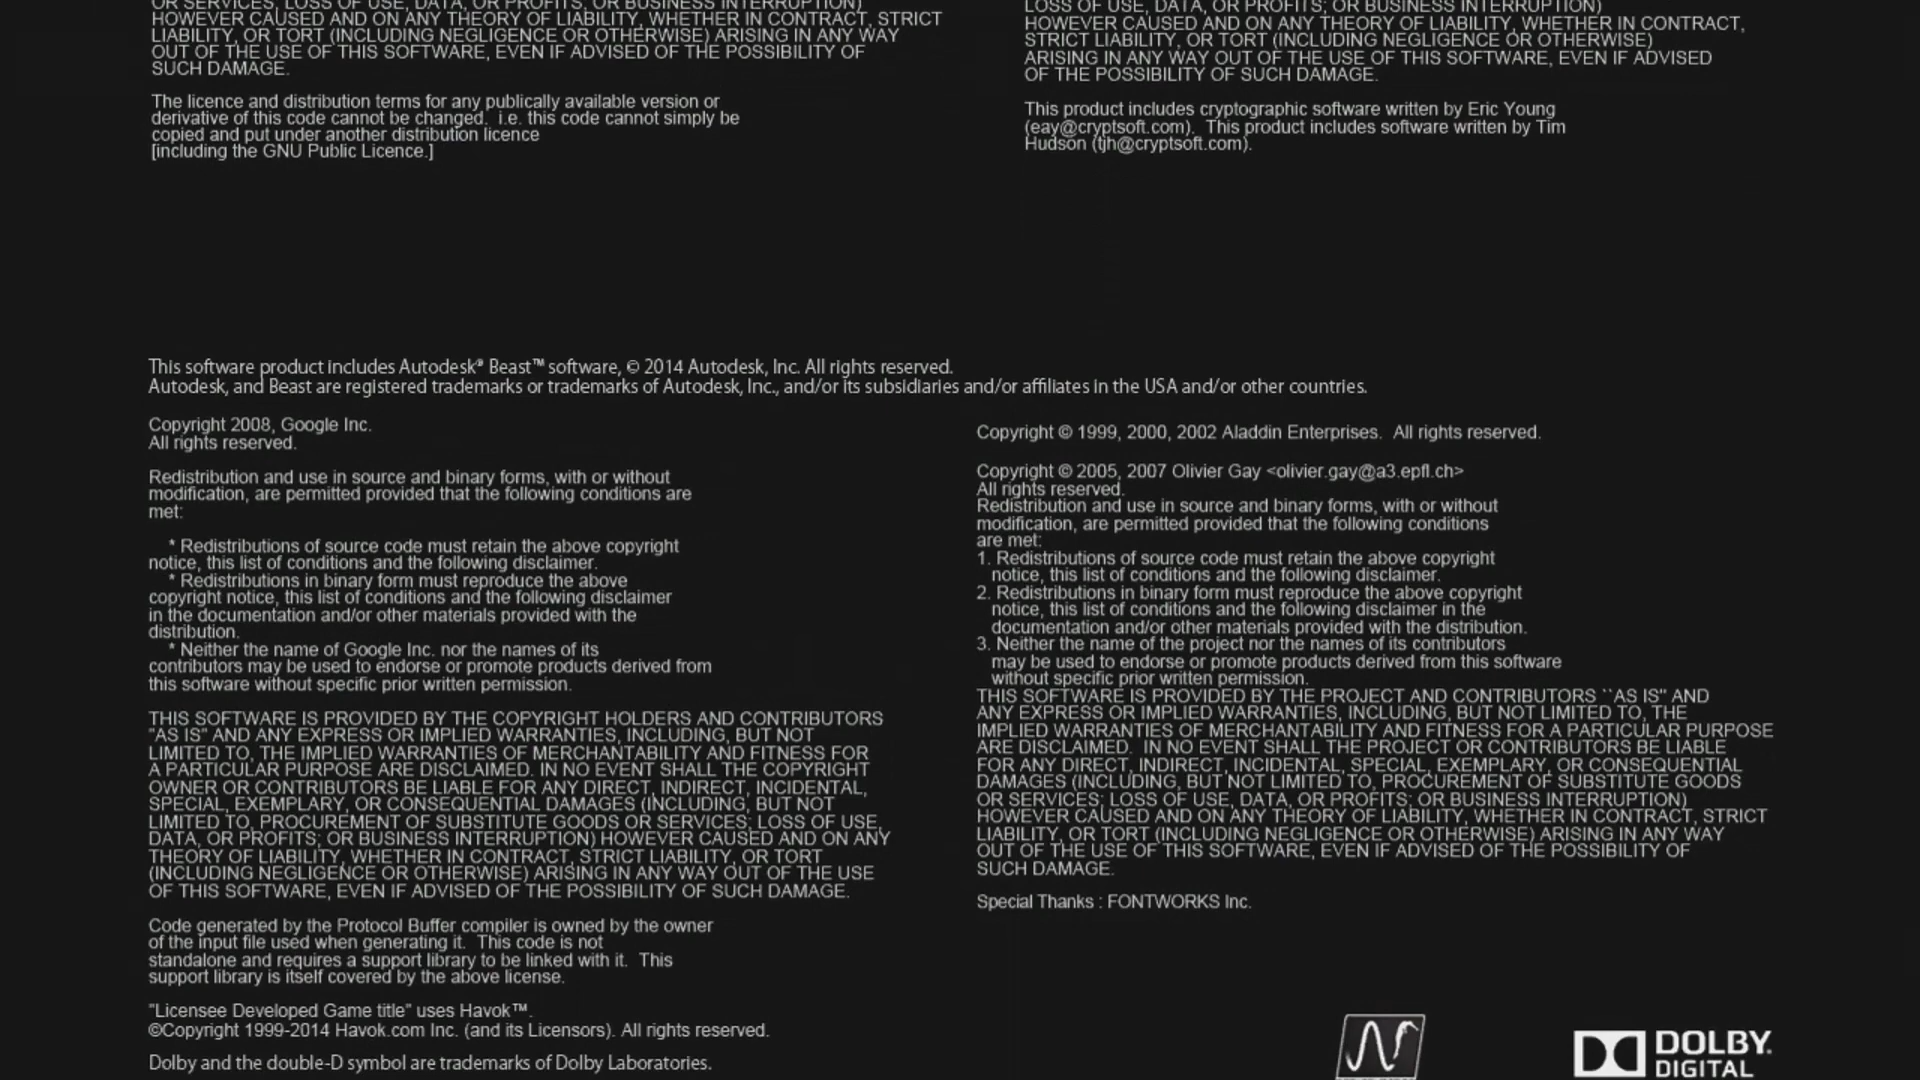 OR SERVICES; LOSS OF USE, DATA, OR PROFITS; OR BUSINESS INTERRUPTION)
HOWEVER CAUSED AND ON ANY THEORY OF LIABILITY, WHETHER IN CONTRACT, STRICT
LIABILITY, OR TORT (INCLUDING NEGLIGENCE OR OTHERWISE) ARISING IN ANY WAY
OUT OF THE USE OF THIS SOFTWARE, EVEN IF ADVISED OF THE POSSIBILITY OF
SUCH DAMAGE.
The licence and distribution terms for any publically available version or
derivative of this code cannot be changed.  i.e. this code cannot simply be
copied and put under another distribution licence
[including the GNU Public Licence.]
LOSS OF USE, DATA, OR PROFITS; OR BUSINESS INTERRUPTION)
HOWEVER CAUSED AND ON ANY THEORY OF LIABILITY, WHETHER IN CONTRACT,
STRICT LIABILITY, OR TORT (INCLUDING NEGLIGENCE OR OTHERWISE)
ARISING IN ANY WAY OUT OF THE USE OF THIS SOFTWARE, EVEN IF ADVISED
OF THE POSSIBILITY OF SUCH DAMAGE.
This product includes cryptographic software written by Eric Young
(eay@cryptsoft.com).  This product includes software written by Tim
Hudson (tjh@cryptsoft.com).
This software product includes Autodesk® Beast™ software, © 2014 Autodesk, Inc. All rights reserved.
Autodesk, and Beast are registered trademarks or trademarks of Autodesk, Inc., and/or its subsidiaries and/or affiliates in the USA and/or other countries.
Copyright 2008, Google Inc.
All rights reserved.
Redistribution and use in source and binary forms, with or without
modification, are permitted provided that the following conditions are
met:
* Redistributions of source code must retain the above copyright
notice, this list of conditions and the following disclaimer.
* Redistributions in binary form must reproduce the above
copyright notice, this list of conditions and the following disclaimer
in the documentation and/or other materials provided with the
distribution.
* Neither the name of Google Inc. nor the names of its
contributors may be used to endorse or promote products derived from
this software without specific prior written permission.
THIS SOFTWARE IS PROVIDED BY THE COPYRIGHT HOLDERS AND CONTRIBUTORS
"AS IS" AND ANY EXPRESS OR IMPLIED WARRANTIES, INCLUDING, BUT NOT
LIMITED TO, THE IMPLIED WARRANTIES OF MERCHANTABILITY AND FITNESS FOR
A PARTICULAR PURPOSE ARE DISCLAIMED. IN NO EVENT SHALL THE COPYRIGHT
OWNER OR CONTRIBUTORS BE LIABLE FOR ANY DIRECT, INDIRECT, INCIDENTAL,
SPECIAL, EXEMPLARY, OR CONSEQUENTIAL DAMAGES (INCLUDING, BUT NOT
LIMITED TO, PROCUREMENT OF SUBSTITUTE GOODS OR SERVICES; LOSS OF USE,
DATA, OR PROFITS; OR BUSINESS INTERRUPTION) HOWEVER CAUSED AND ON ANY
THEORY OF LIABILITY, WHETHER IN CONTRACT, STRICT LIABILITY, OR TORT
(INCLUDING NEGLIGENCE OR OTHERWISE) ARISING IN ANY WAY OUT OF THE USE
OF THIS SOFTWARE, EVEN IF ADVISED OF THE POSSIBILITY OF SUCH DAMAGE.
Code generated by the Protocol Buffer compiler is owned by the owner
of the input file used when generating it.  This code is not
standalone and requires a support library to be linked with it.  This
support library is itself covered by the above license.
"Licensee Developed Game title" uses Havok™.
©Copyright 1999-2014 Havok.com Inc. (and its Licensors). All rights reserved.
Dolby and the double-D symbol are trademarks of Dolby Laboratories.
Copyright © 1999, 2000, 2002 Aladdin Enterprises.  All rights reserved.
Copyright © 2005, 2007 Olivier Gay <olivier.gay@a3.epfl.ch>
All rights reserved.
Redistribution and use in source and binary forms, with or without
modification, are permitted provided that the following conditions
are met:
1. Redistributions of source code must retain the above copyright
notice, this list of conditions and the following disclaimer.
2. Redistributions in binary form must reproduce the above copyright
notice, this list of conditions and the following disclaimer in the
documentation and/or other materials provided with the distribution.
3. Neither the name of the project nor the names of its contributors
may be used to endorse or promote products derived from this software
without specific prior written permission.
THIS SOFTWARE IS PROVIDED BY THE PROJECT AND CONTRIBUTORS ``AS IS'' AND
ANY EXPRESS OR IMPLIED WARRANTIES, INCLUDING, BUT NOT LIMITED TO, THE
IMPLIED WARRANTIES OF MERCHANTABILITY AND FITNESS FOR A PARTICULAR PURPOSE
ARE DISCLAIMED.  IN NO EVENT SHALL THE PROJECT OR CONTRIBUTORS BE LIABLE
FOR ANY DIRECT, INDIRECT, INCIDENTAL, SPECIAL, EXEMPLARY, OR CONSEQUENTIAL
DAMAGES (INCLUDING, BUT NOT LIMITED TO, PROCUREMENT OF SUBSTITUTE GOODS
OR SERVICES; LOSS OF USE, DATA, OR PROFITS; OR BUSINESS INTERRUPTION)
HOWEVER CAUSED AND ON ANY THEORY OF LIABILITY, WHETHER IN CONTRACT, STRICT
LIABILITY, OR TORT (INCLUDING NEGLIGENCE OR OTHERWISE) ARISING IN ANY WAY
OUT OF THE USE OF THIS SOFTWARE, EVEN IF ADVISED OF THE POSSIBILITY OF
SUCH DAMAGE.
Special Thanks : FONTWORKS Inc.
DOLBY.
DIGITAL